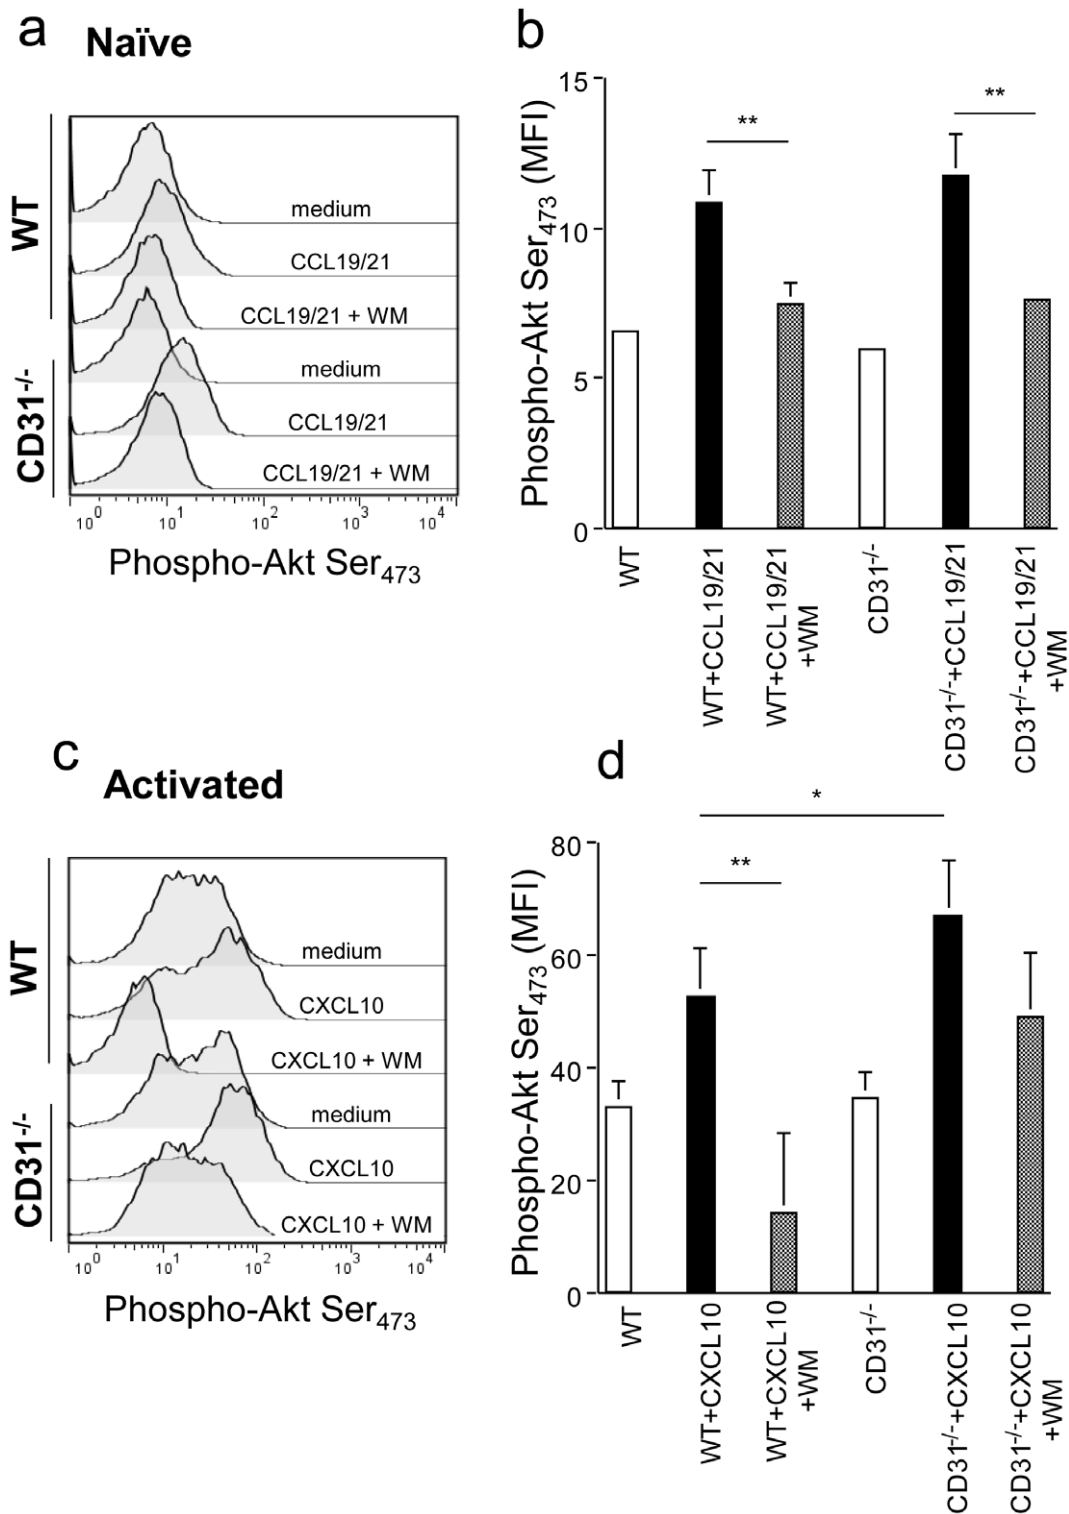 a Naïve
WT
medium
CCL19/21
CCL19/21 + WM
CD31-/-
medium
CCL19/21
CCL19/21 + WM
10^0 10^1 10^2 10^3 10^4
Phospho-Akt Ser473
b
Phospho-Akt Ser473 (MFI)
15
10
5
0
**
**
WT
WT+CCL19/21
WT+CCL19/21
+WM
CD31-/-
CD31-/-+CCL19/21
CD31-/-+CCL19/21
+WM
c Activated
WT
medium
CXCL10
CXCL10 + WM
CD31-/-
medium
CXCL10
CXCL10 + WM
10^0 10^1 10^2 10^3 10^4
Phospho-Akt Ser473
d
Phospho-Akt Ser473 (MFI)
80
60
40
20
0
*
**
WT
WT+CXCL10
WT+CXCL10
+WM
CD31-/-
CD31-/-+CXCL10
CD31-/-+CXCL10
+WM